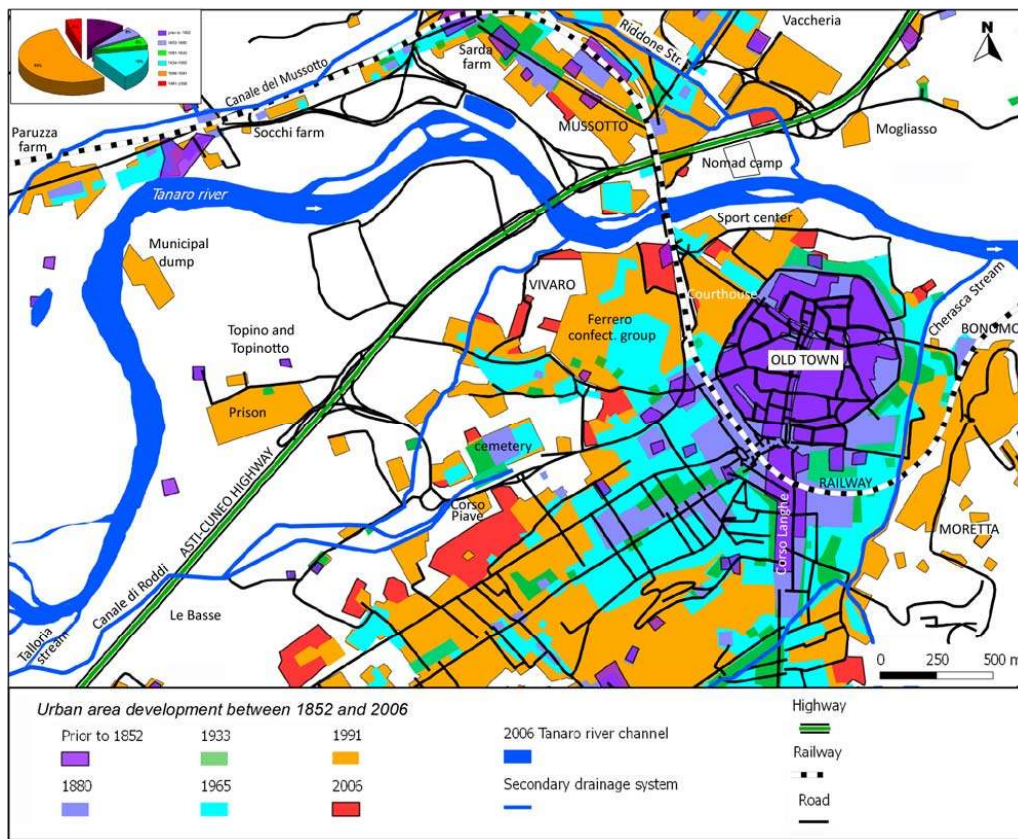 prior to 1852
N
Riddone Str.
Vaccheria
Sarda
farm
Canale del Mussotto
Paruzza
farm
Socchi farm
MUSSOTTO
Mogliasso
Nomad camp
Tanaro river
Sport center
Municipal
dump
VIVARO
Courthouse
Cherasca Stream
BONOMO
Ferrero
confect. group
OLD TOWN
Topino and
Topinotto
Prison
cemetery
RAILWAY
ASTI-CUNEO HIGHWAY
Corso
Piave
Corso Langhe
MORETTA
Canale di Roddi
Le Basse
Talloria
stream
0 250 500 m
Urban area development between 1852 and 2006
Prior to 1852
1933
1991
2006 Tanaro river channel
Highway
Railway
1880
1965
2006
Secondary drainage system
Road